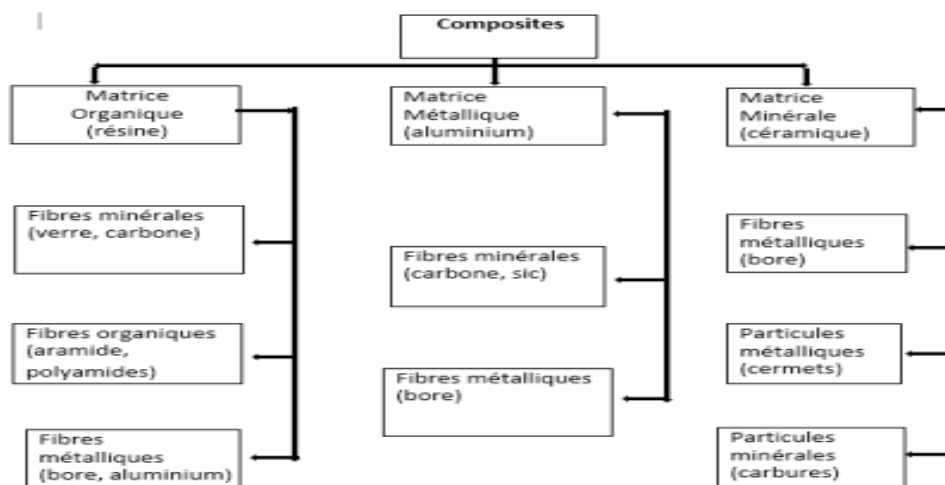 Composites
Matrice
Organique
(résine)
Fibres minérales
(verre, carbone)
Fibres organiques
(aramide,
polyamides)
Fibres
métalliques
(bore, aluminium)
Matrice
Métallique
(aluminium)
Fibres minérales
(carbone, sic)
Fibres métalliques
(bore)
Matrice
Minérale
(céramique)
Fibres
métalliques
(bore)
Particules
métalliques
(cermets)
Particules
minérales
(carbures)